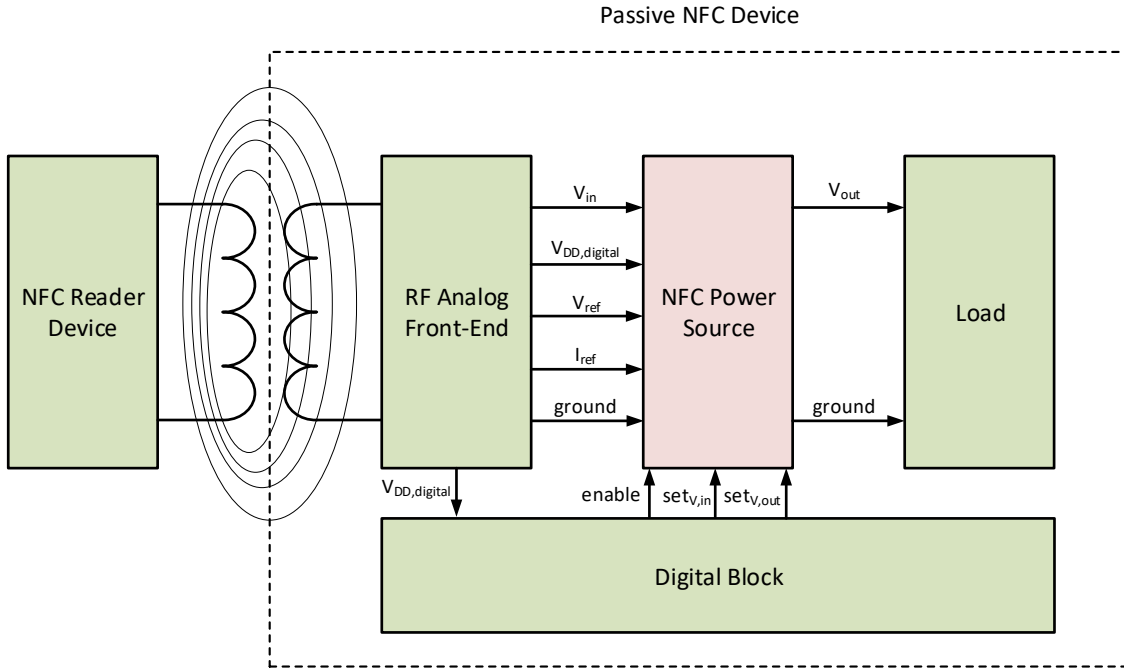 Passive NFC Device
NFC Reader
Device
RF Analog
Front-End
V_in
V_DD,digital
V_ref
I_ref
ground
NFC Power
Source
V_out
ground
Load
V_DD,digital
enable
set_V,in
set_V,out
Digital Block